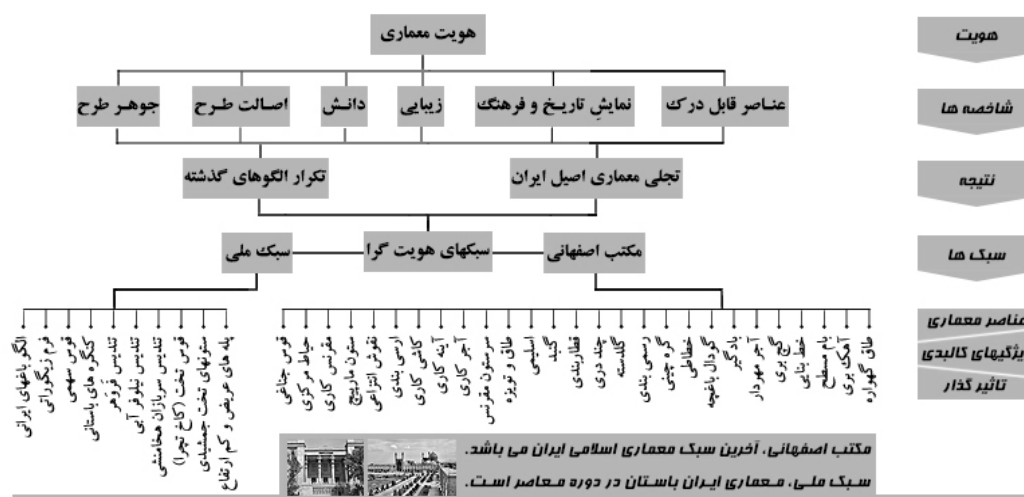 هویت معماری
هویت
عناصر قابل درک
نمایش تاریخ و فرهنگ
زیبایی
دانش
اصالت طرح
جوهر طرح
شاخصه ها
تجلی معماری اصیل ایران
تکرار الگوهای گذشته
نتیجه
مکتب اصفهانی
سبکهای هویت گرا
سبک ملی
سبک ها
عناصر معماری
ویژگیهای کالبدی
تاثیر گذار
طاق گهواره
آهک بری
بام مسطح
خط بنایی
گچ بری
آجر مهردار
بادگیر
گودال باغچه
خطاطی
گره چینی
رسمی بندی
گلدسته
چند دری
قطاربندی
اسلیمی
گنبد
طاق و تویزه
سرستون مقرنس
آجر کاری
آینه کاری
کاشی کاری
ارسی بندی
نقوش انتزاعی
ستون مارپیچ
مقرنس کاری
حیاط مرکزی
قوس جناغی
پله های عریض و کم ارتفاع
ستونهای تخت جمشیدی
قوس تخت (کاخ تچرا)
تندیس سربازان هخامنشی
تندیس نیلوفر آبی
تندیس فَروَهَر
کنگره های باستانی
قوس سهمی
فرم زیگوراتی
الگو باغهای ایرانی
مکتب اصفهانی، آخرین سبک معماری اسلامی ایران می باشد.
سبک ملی، معماری ایران باستان در دوره معاصر است.